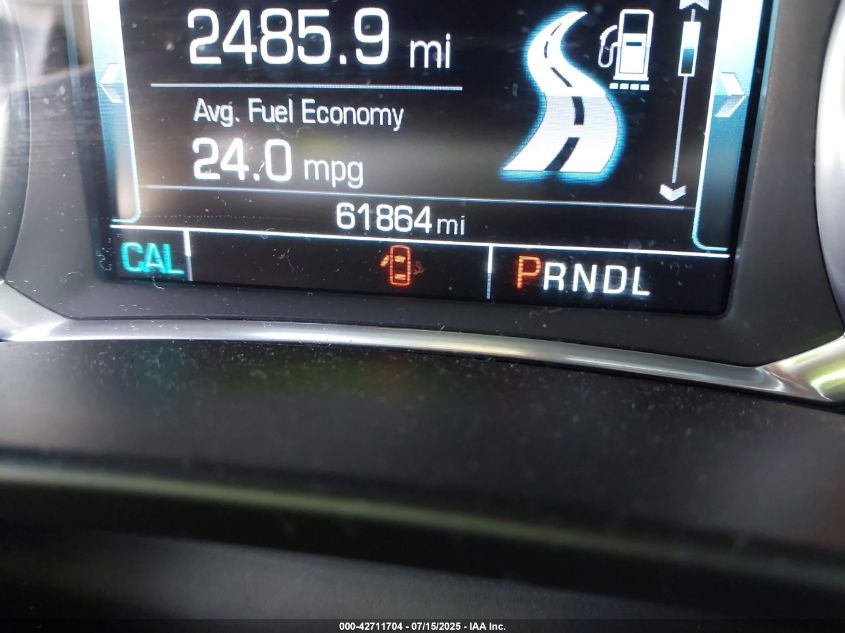 2485.9 mi
Avg. Fuel Economy
24.0 mpg
61864 mi
CAL PRNDL
000-42711704 - 07/15/2025 - IAA Inc.